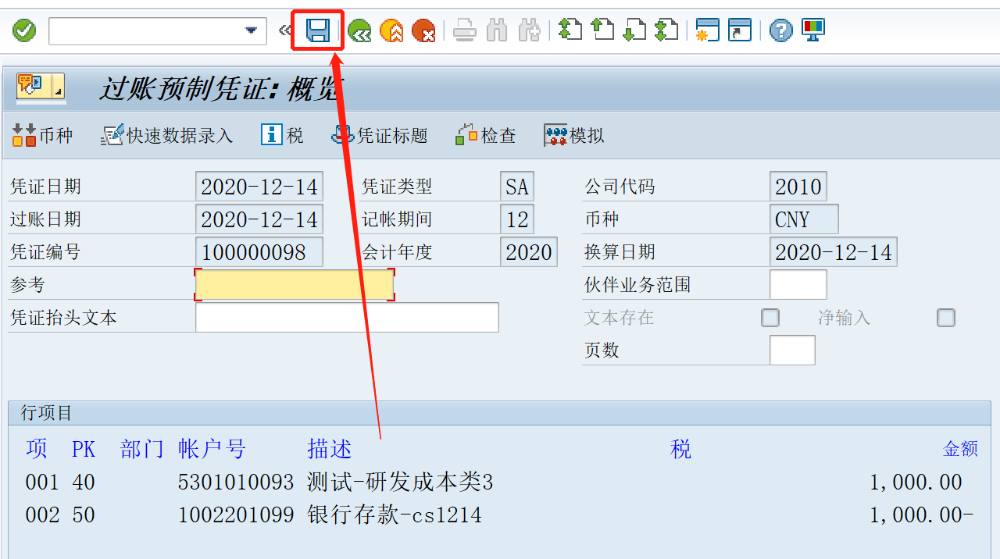 过账预制凭证: 概览
币种 快速数据录入 税 凭证标题 检查 模拟
凭证日期 2020-12-14 凭证类型 SA 公司代码 2010
过账日期 2020-12-14 记帐期间 12 币种 CNY
凭证编号 100000098 会计年度 2020 换算日期 2020-12-14
参考 伙伴业务范围
凭证抬头文本 文本存在 净输入
页数
行项目
项 PK 部门 帐户号 描述 税 金额
001 40 5301010093 测试-研发成本类3 1,000.00
002 50 1002201099 银行存款-cs1214 1,000.00-